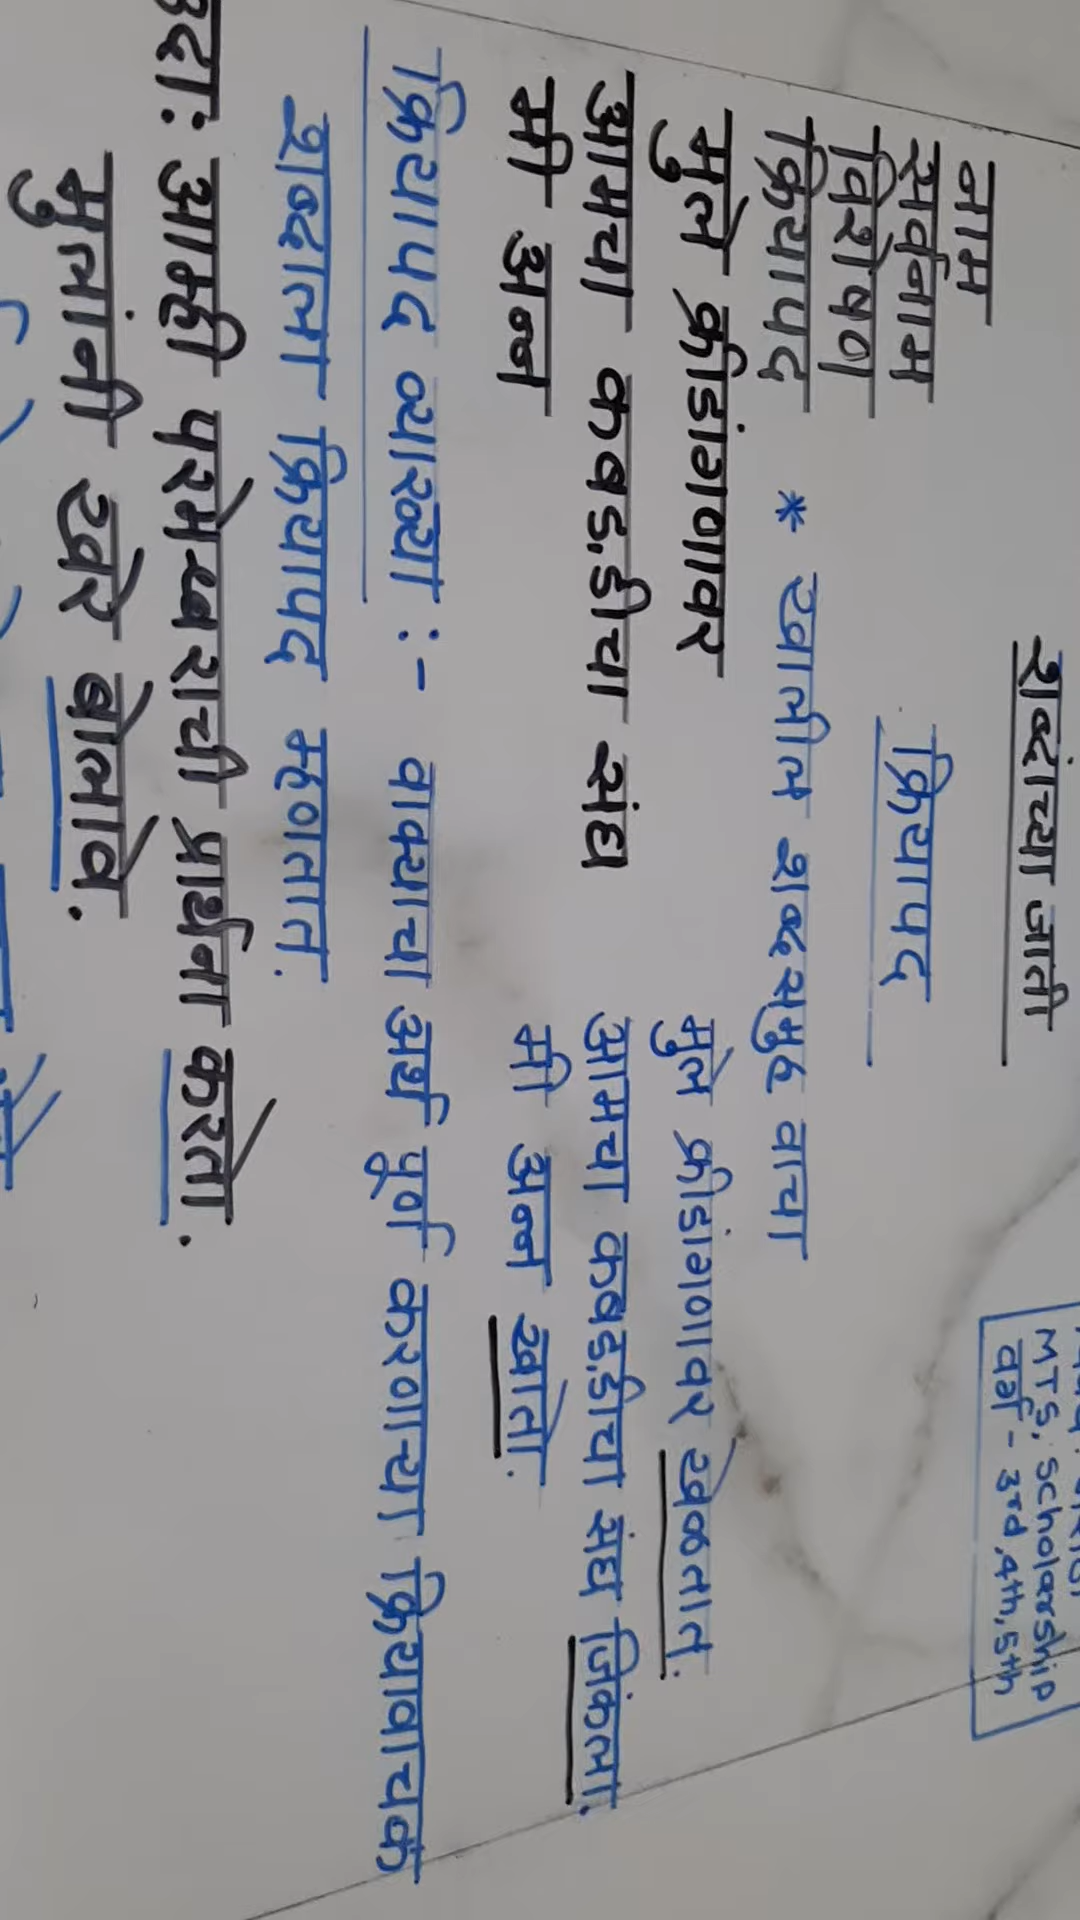 शब्दांच्या जाती
MTS, scholarship
वर्ग - 3rd, 4th, 5th
नाम
सर्वनाम
विशेषण
क्रियापद
क्रियापद
* खालील शब्दसमुह वाचा
मुले क्रीडांगणावर
मुले क्रीडांगणावर खेळतात.
आमचा कबड्डीचा संघ
आमचा कबड्डीचा संघ जिंकला.
मी अन्न
मी अन्न खातो.
क्रियापद व्याख्या :- वाक्याचा अर्थ पूर्ण करणाऱ्या क्रियावाचक
शब्दाला क्रियापद म्हणतात.
उदा: आम्ही परमेश्वराची प्रार्थना करतो.
मुलांनी खरे बोलावे.